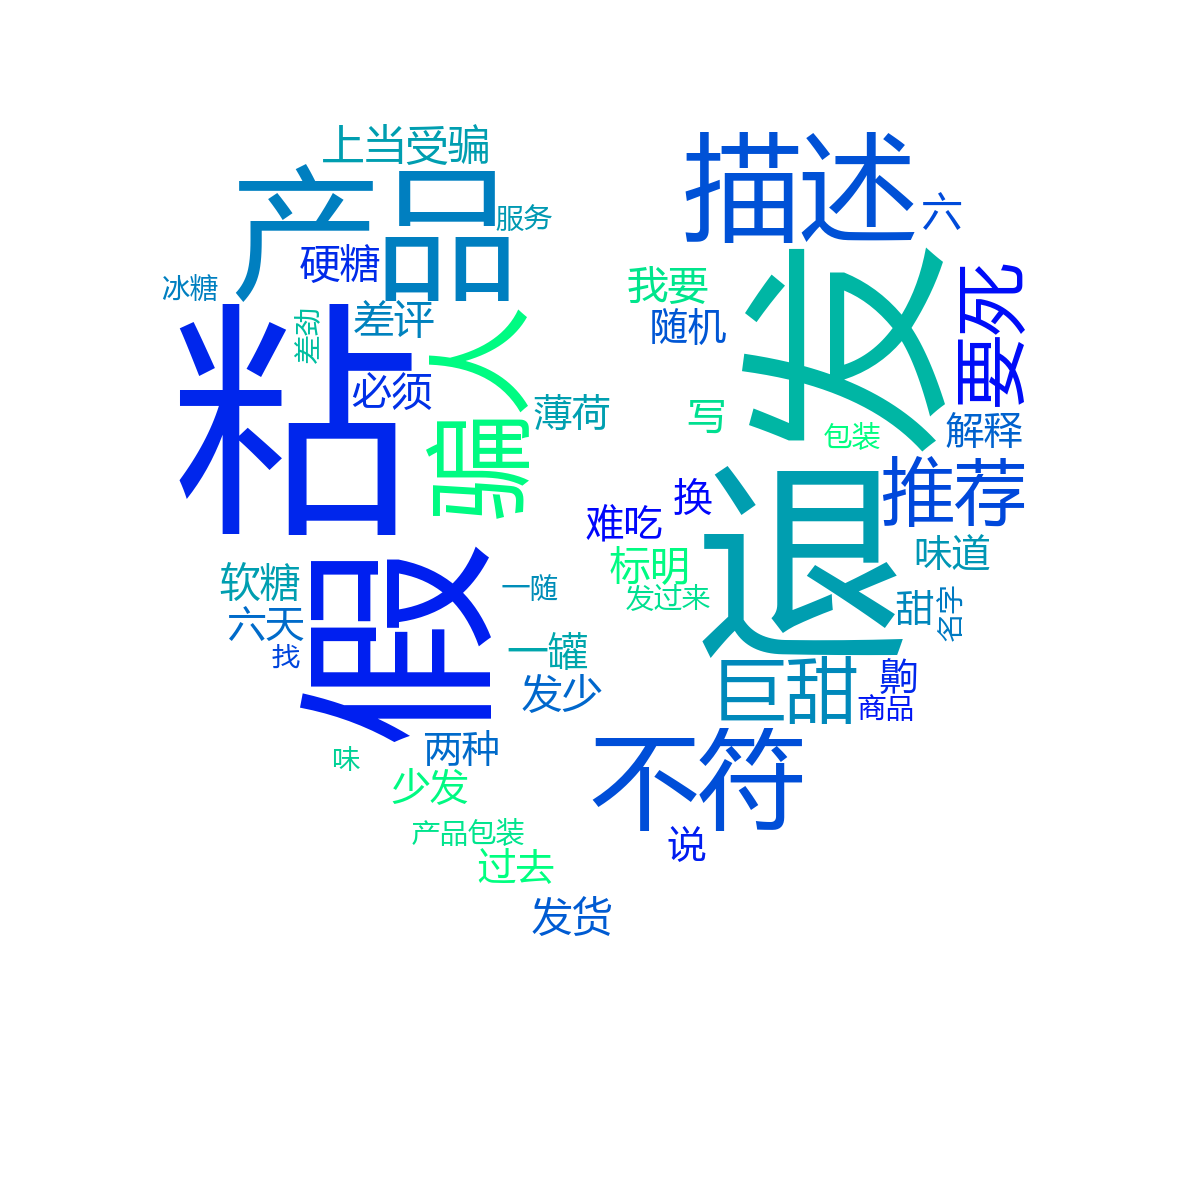 上当受骗
描述
产品
六
服务
硬糖
我要
发
要死
冰糖
差评
随机
粘
差劲
骗人
必须
薄荷
写
解释
包装
推荐
退
换
难吃
标明
味道
软糖
假
一随
发过来
甜
名字
六天
找
一罐
巨甜
齁
发少
商品
两种
不符
味
少发
产品包装
说
过去
发货